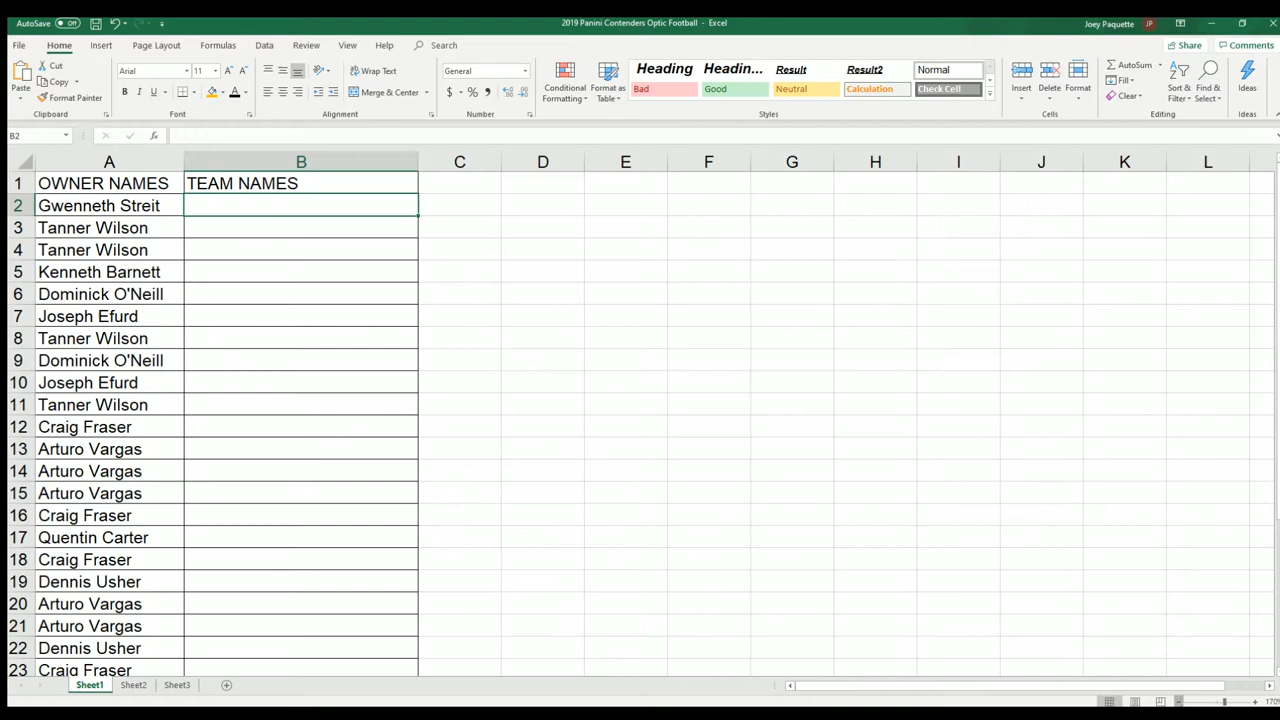 AutoSave Off 2019 Panini Contenders Optic Football - Excel Joey Paquette JP
File Home Insert Page Layout Formulas Data Review View Help Search Share Comments
Paste Cut Copy Format Painter Clipboard
Arial 11 B I U A Font
Wrap Text Merge & Center Alignment
General $ % Number
Conditional Formatting Format as Table
Heading Headin... Result Result2 Normal
Bad Good Neutral Calculation Check Cell
Styles
Insert Delete Format Cells
AutoSum Fill Clear Sort & Filter Find & Select Editing
Ideas Ideas
B2 fx
A B C D E F G H I J K L
1 OWNER NAMES TEAM NAMES
2 Gwenneth Streit
3 Tanner Wilson
4 Tanner Wilson
5 Kenneth Barnett
6 Dominick O'Neill
7 Joseph Efurd
8 Tanner Wilson
9 Dominick O'Neill
10 Joseph Efurd
11 Tanner Wilson
12 Craig Fraser
13 Arturo Vargas
14 Arturo Vargas
15 Arturo Vargas
16 Craig Fraser
17 Quentin Carter
18 Craig Fraser
19 Dennis Usher
20 Arturo Vargas
21 Arturo Vargas
22 Dennis Usher
23 Craig Fraser
Sheet1 Sheet2 Sheet3
170%